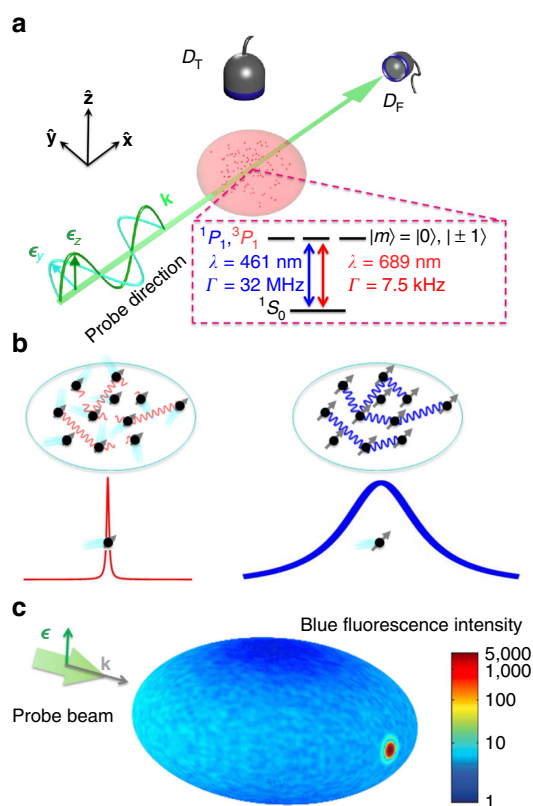 a
D_T
D_F
ẑ
ŷ
x̂
k
ϵ_y
ϵ_z
Probe direction
¹P₁, ³P₁
|m⟩ = |0⟩, | ± 1⟩
λ = 461 nm
λ = 689 nm
Γ = 32 MHz
Γ = 7.5 kHz
¹S₀
b
c
ϵ
k
Probe beam
Blue fluorescence intensity
5,000
1,000
100
10
1